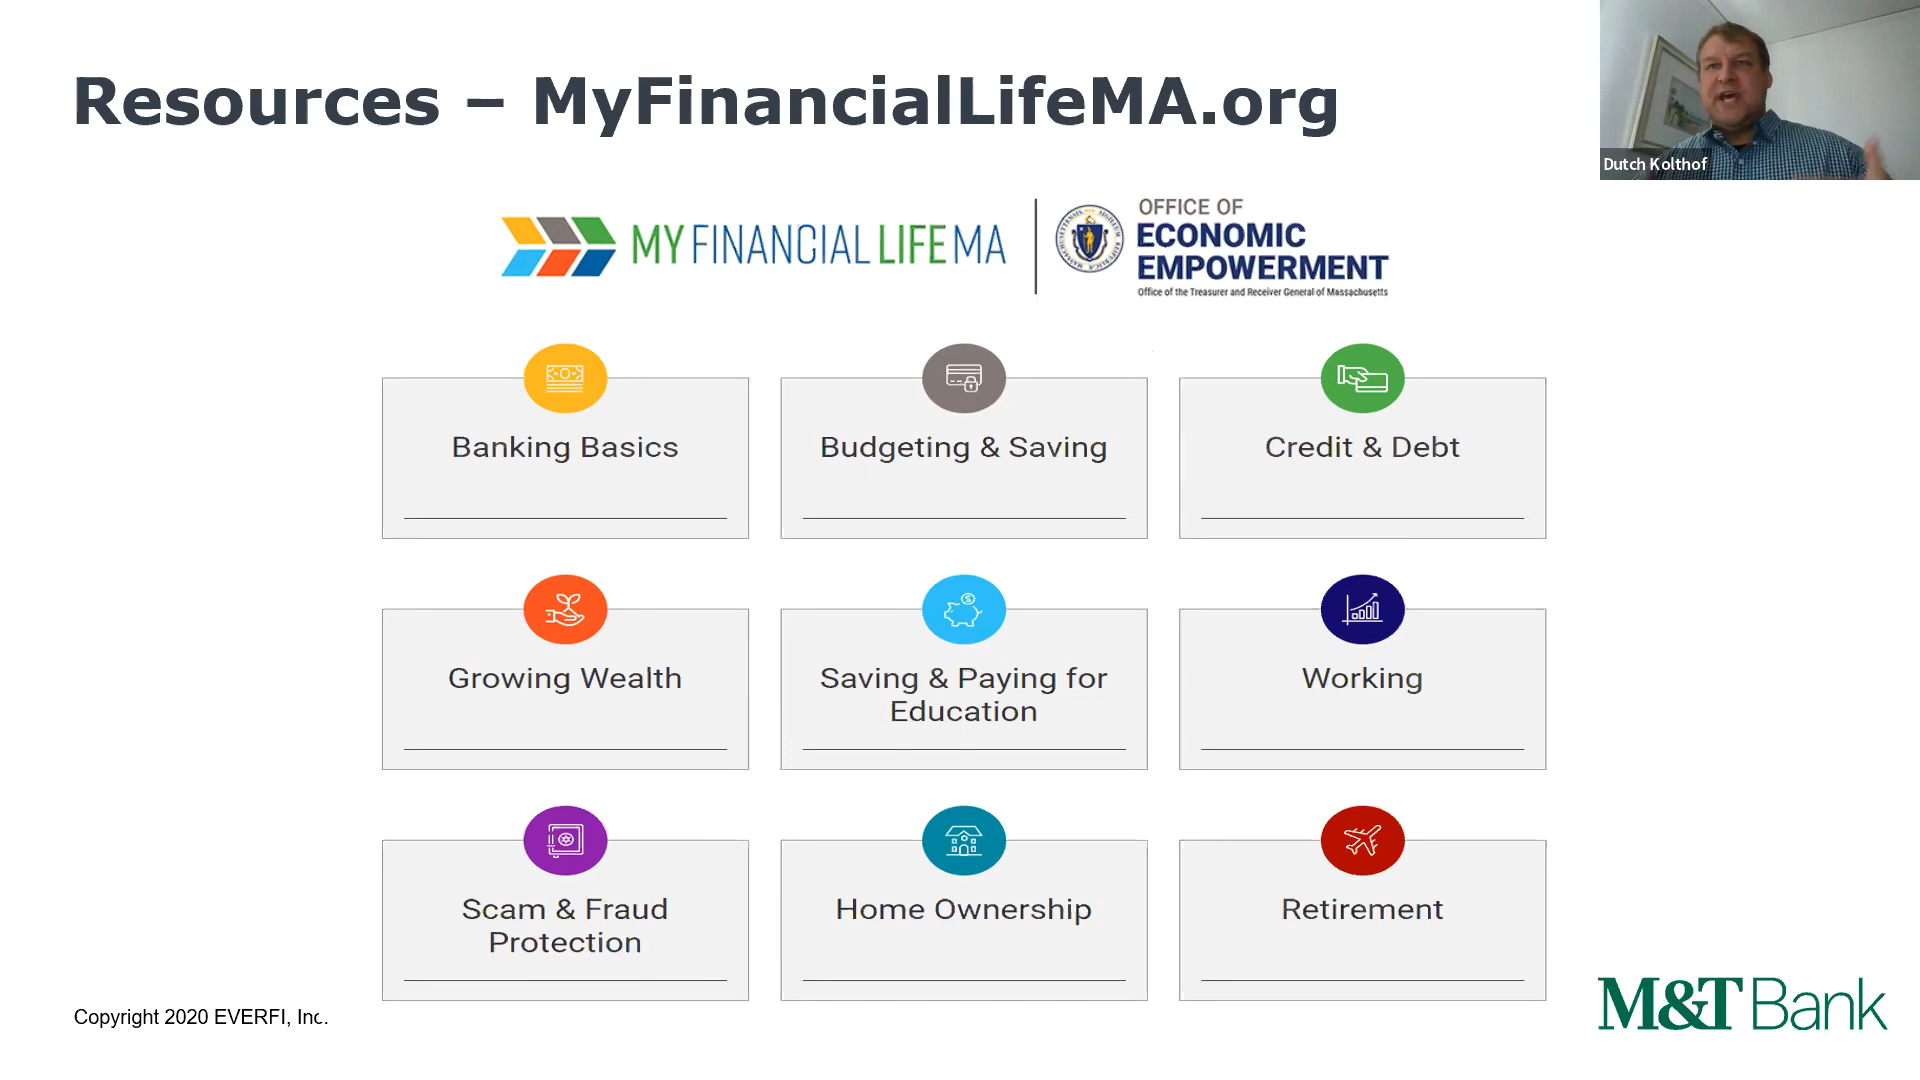 Resources – MyFinancialLifeMA.org
Dutch Kolthof
MY FINANCIAL LIFE MA
OFFICE OF
ECONOMIC
EMPOWERMENT
Office of the Treasurer and Receiver General of Massachusetts
Banking Basics
Budgeting & Saving
Credit & Debt
Growing Wealth
Saving & Paying for
Education
Working
Scam & Fraud
Protection
Home Ownership
Retirement
Copyright 2020 EVERFI, Inc.
M&T Bank